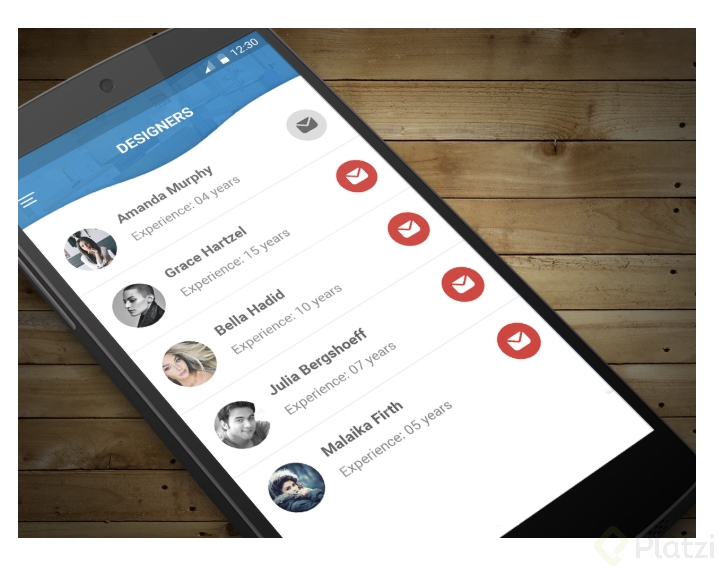 12:30
DESIGNERS
Amanda Murphy
Experience: 04 years
Grace Hartzel
Experience: 15 years
Bella Hadid
Experience: 10 years
Julia Bergshoeff
Experience: 07 years
Malaika Firth
Experience: 05 years
Platzi